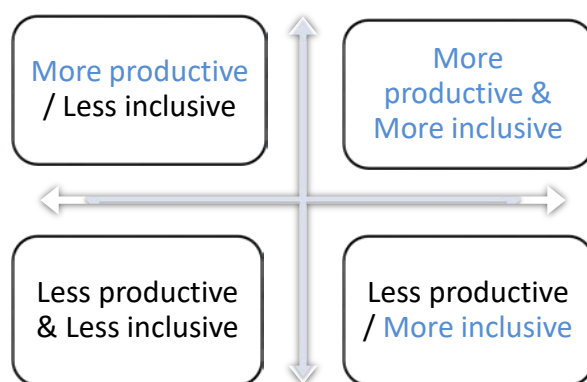 More productive
/ Less inclusive
More
productive &
More inclusive
Less productive
& Less inclusive
Less productive
/ More inclusive